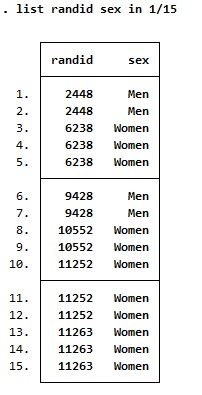 . list randid sex in 1/15
randid sex
1. 2448 Men
2. 2448 Men
3. 6238 Women
4. 6238 Women
5. 6238 Women
6. 9428 Men
7. 9428 Men
8. 10552 Women
9. 10552 Women
10. 11252 Women
11. 11252 Women
12. 11252 Women
13. 11263 Women
14. 11263 Women
15. 11263 Women